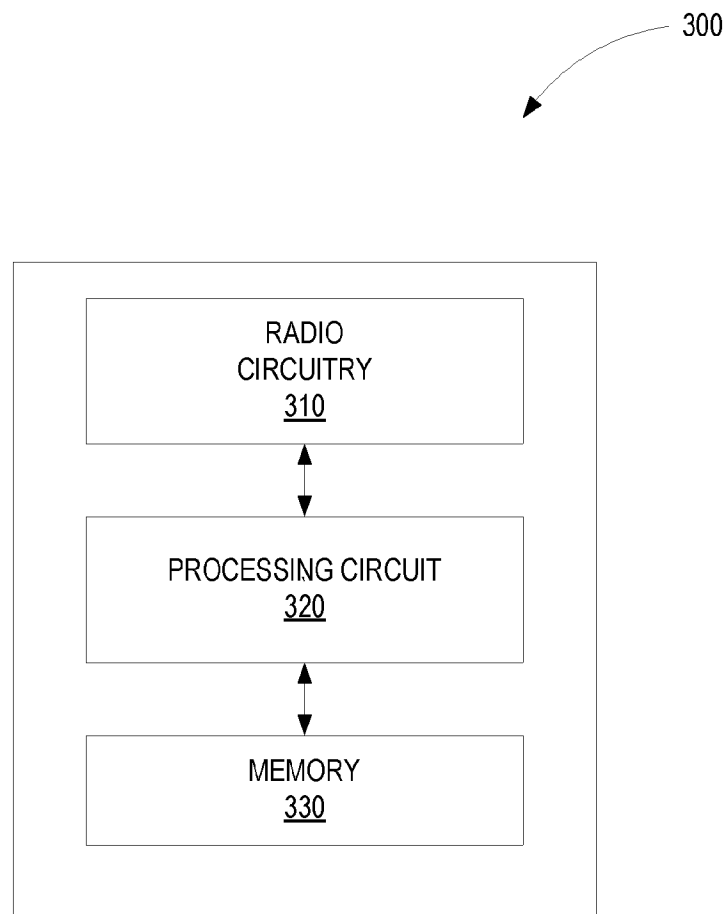 300
RADIO
CIRCUITRY
310
PROCESSING CIRCUIT
320
MEMORY
330